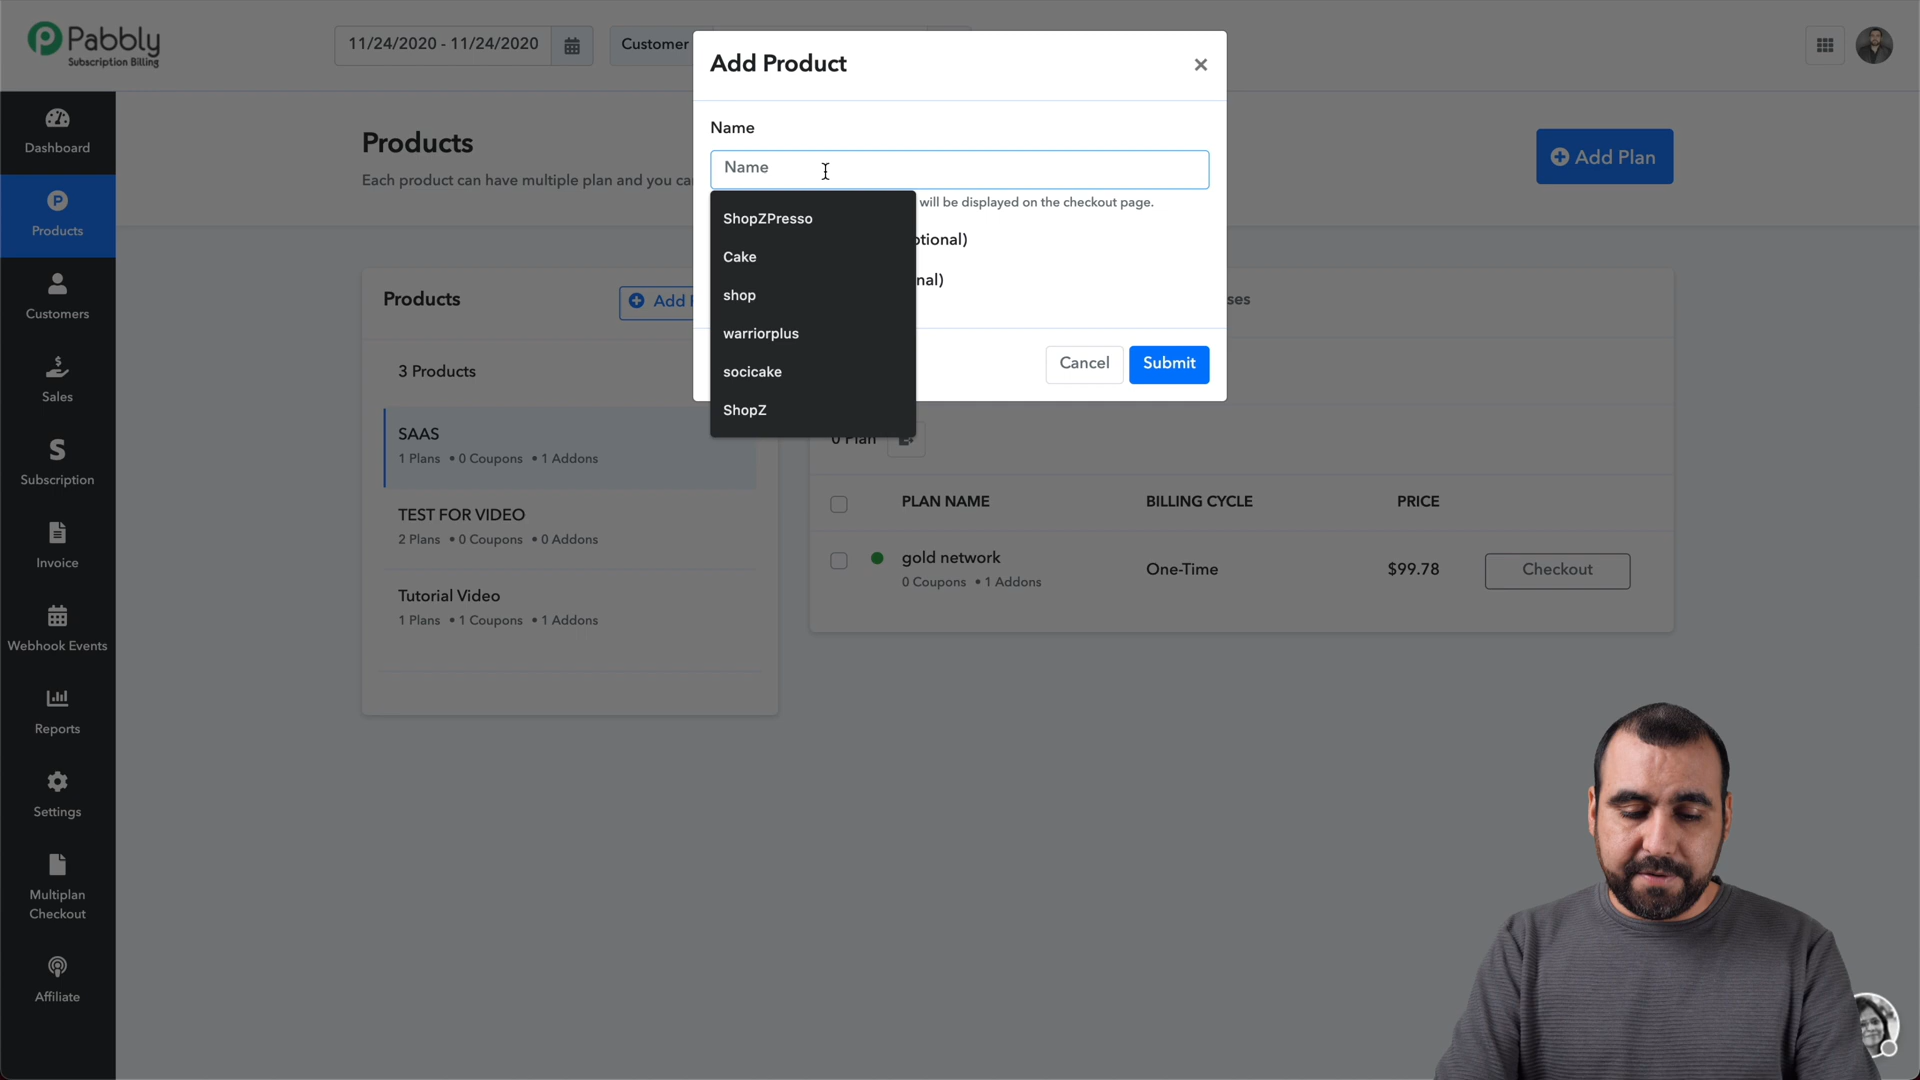 Pabbly
Subscription Billing
11/24/2020 - 11/24/2020
Customer
Add Product
×
Dashboard
Products
Customers
Sales
Subscription
Invoice
Webhook Events
Reports
Settings
Multiplan
Checkout
Affiliate
Products
Each product can have multiple plan and you
Add Plan
Name
Name
will be displayed on the checkout page.
ShopZPresso
Cake
shop
warriorplus
socicake
ShopZ
Cancel
Submit
Products
Add
3 Products
SAAS
1 Plans • 0 Coupons • 1 Addons
TEST FOR VIDEO
2 Plans • 0 Coupons • 0 Addons
Tutorial Video
1 Plans • 1 Coupons • 1 Addons
0 Plan
PLAN NAME
BILLING CYCLE
PRICE
gold network
0 Coupons • 1 Addons
One-Time
$99.78
Checkout